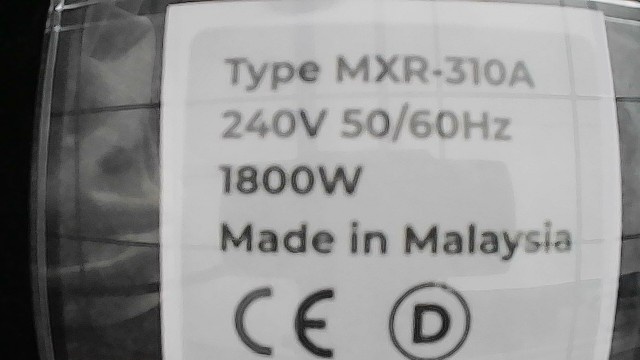 Type MXR-310A
240V 50/60Hz
1800W
Made in Malaysia
CE D